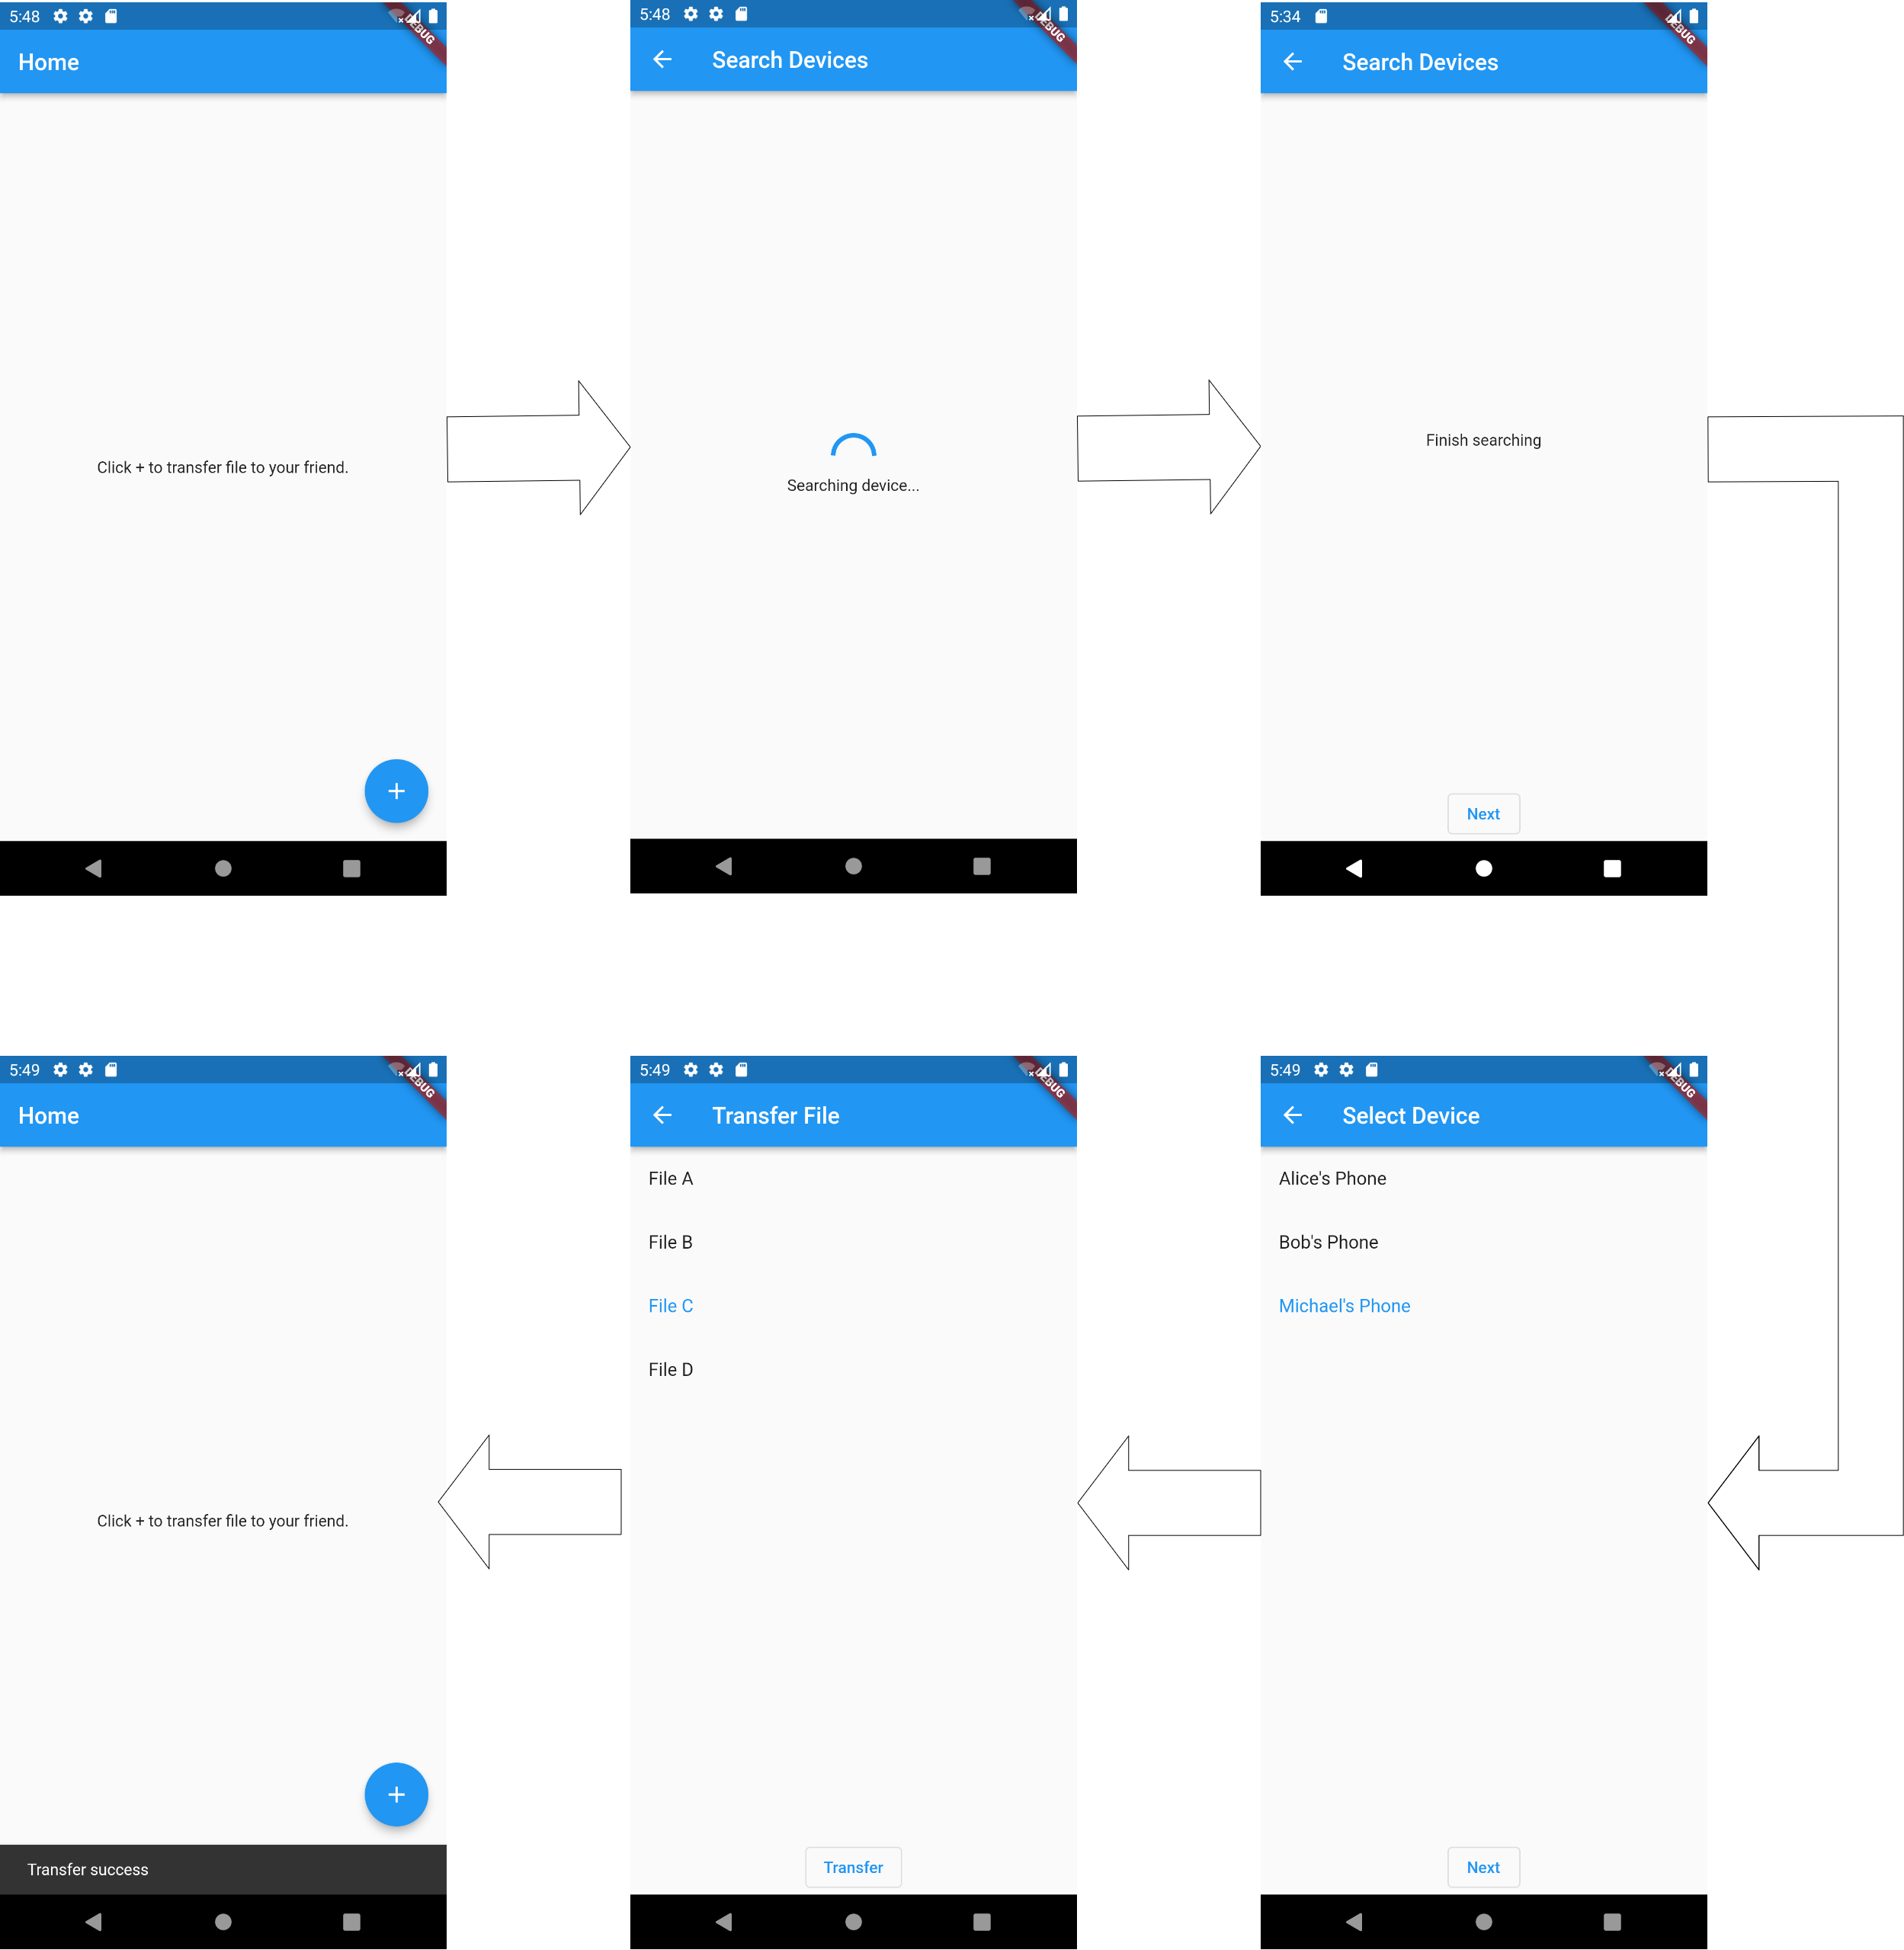 5:48
DEBUG
Home
Click + to transfer file to your friend.
+
5:48
DEBUG
Search Devices
Searching device...
5:34
DEBUG
Search Devices
Finish searching
Next
5:49
DEBUG
Select Device
Alice's Phone
Bob's Phone
Michael's Phone
Next
5:49
DEBUG
Transfer File
File A
File B
File C
File D
Transfer
5:49
DEBUG
Home
Click + to transfer file to your friend.
+
Transfer success